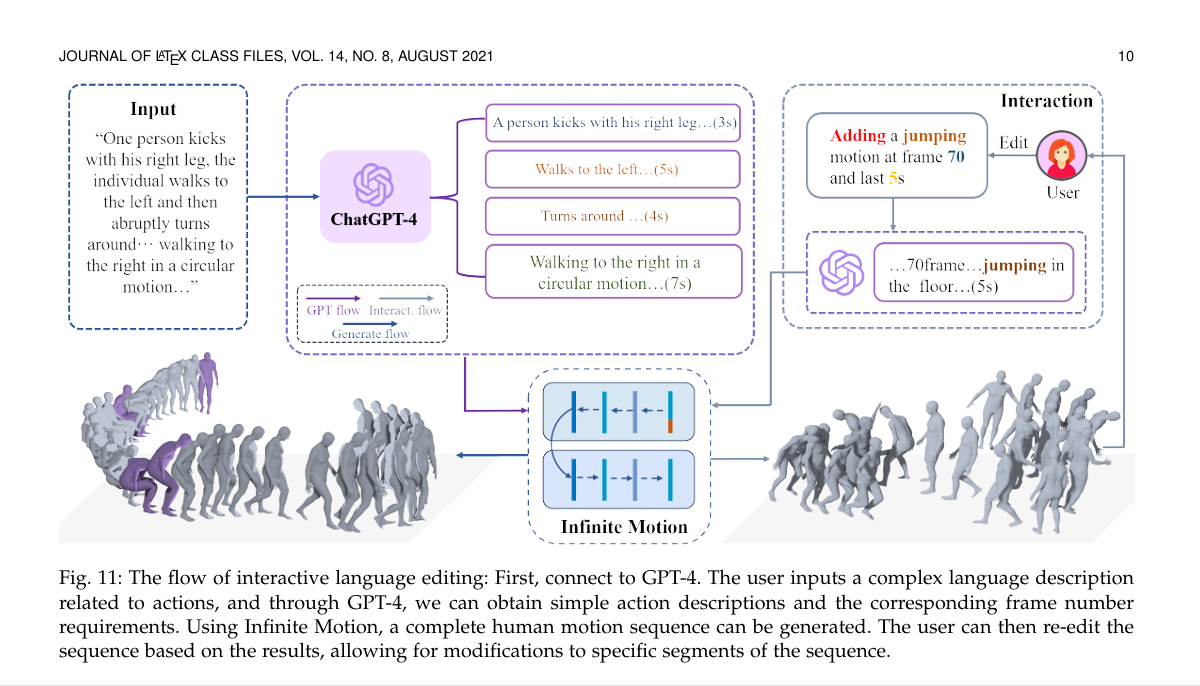 JOURNAL OF LATEX CLASS FILES, VOL. 14, NO. 8, AUGUST 2021
10
Input
“One person kicks
with his right leg, the
individual walks to
the left and then
abruptly turns
around··· walking to
the right in a circular
motion…”
ChatGPT-4
A person kicks with his right leg…(3s)
Walks to the left…(5s)
Turns around …(4s)
Walking to the right in a
circular motion…(7s)
GPT flow
Interact. flow
Generate flow
Interaction
Adding a jumping
motion at frame 70
and last 5s
Edit
User
…70frame…jumping in
the floor…(5s)
Infinite Motion
Fig. 11: The flow of interactive language editing: First, connect to GPT-4. The user inputs a complex language description
related to actions, and through GPT-4, we can obtain simple action descriptions and the corresponding frame number
requirements. Using Infinite Motion, a complete human motion sequence can be generated. The user can then re-edit the
sequence based on the results, allowing for modifications to specific segments of the sequence.